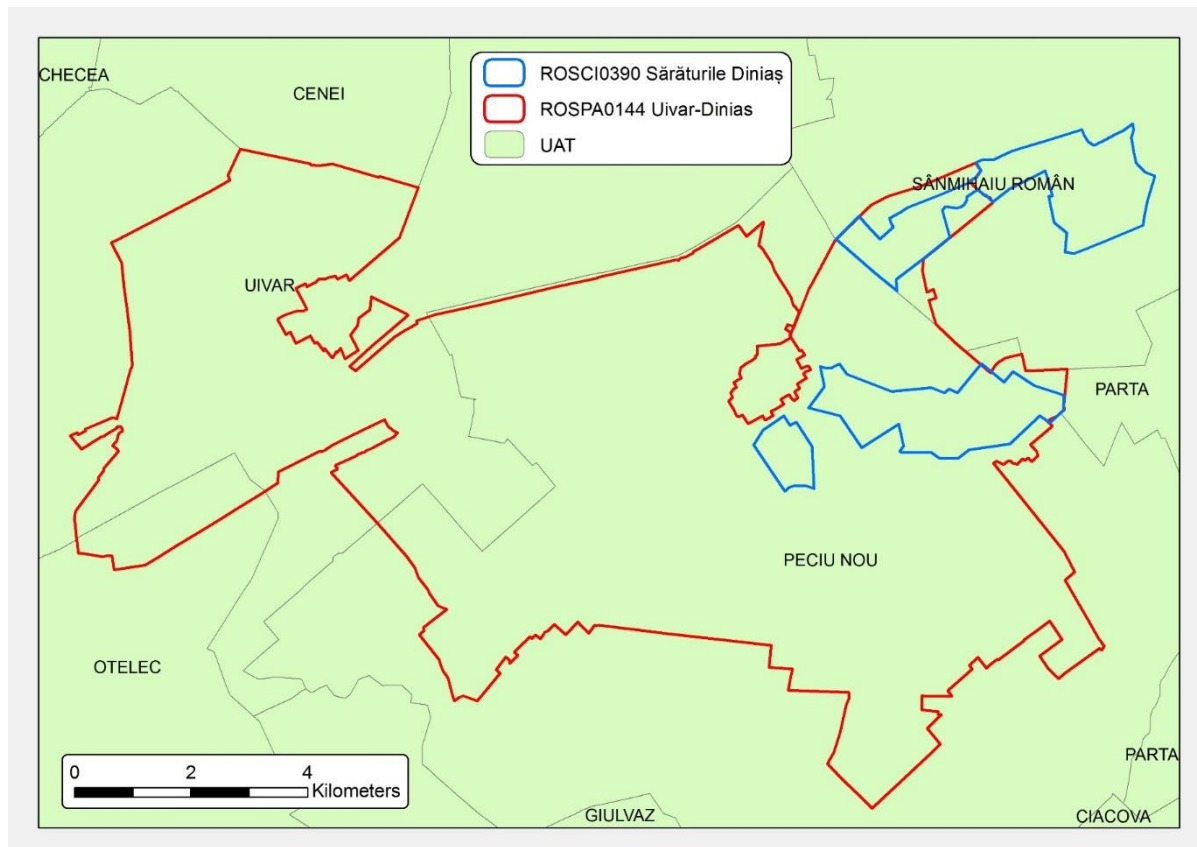 CHECEA
CENEI
ROSCI0390 Sărăturile Diniaș
ROSPA0144 Uivar-Dinias
UAT
SÂNMIHAIU ROMÂN
UIVAR
PARTA
PECIU NOU
OTELEC
PARTA
0 2 4
Kilometers
GIULVAZ
CIACOVA